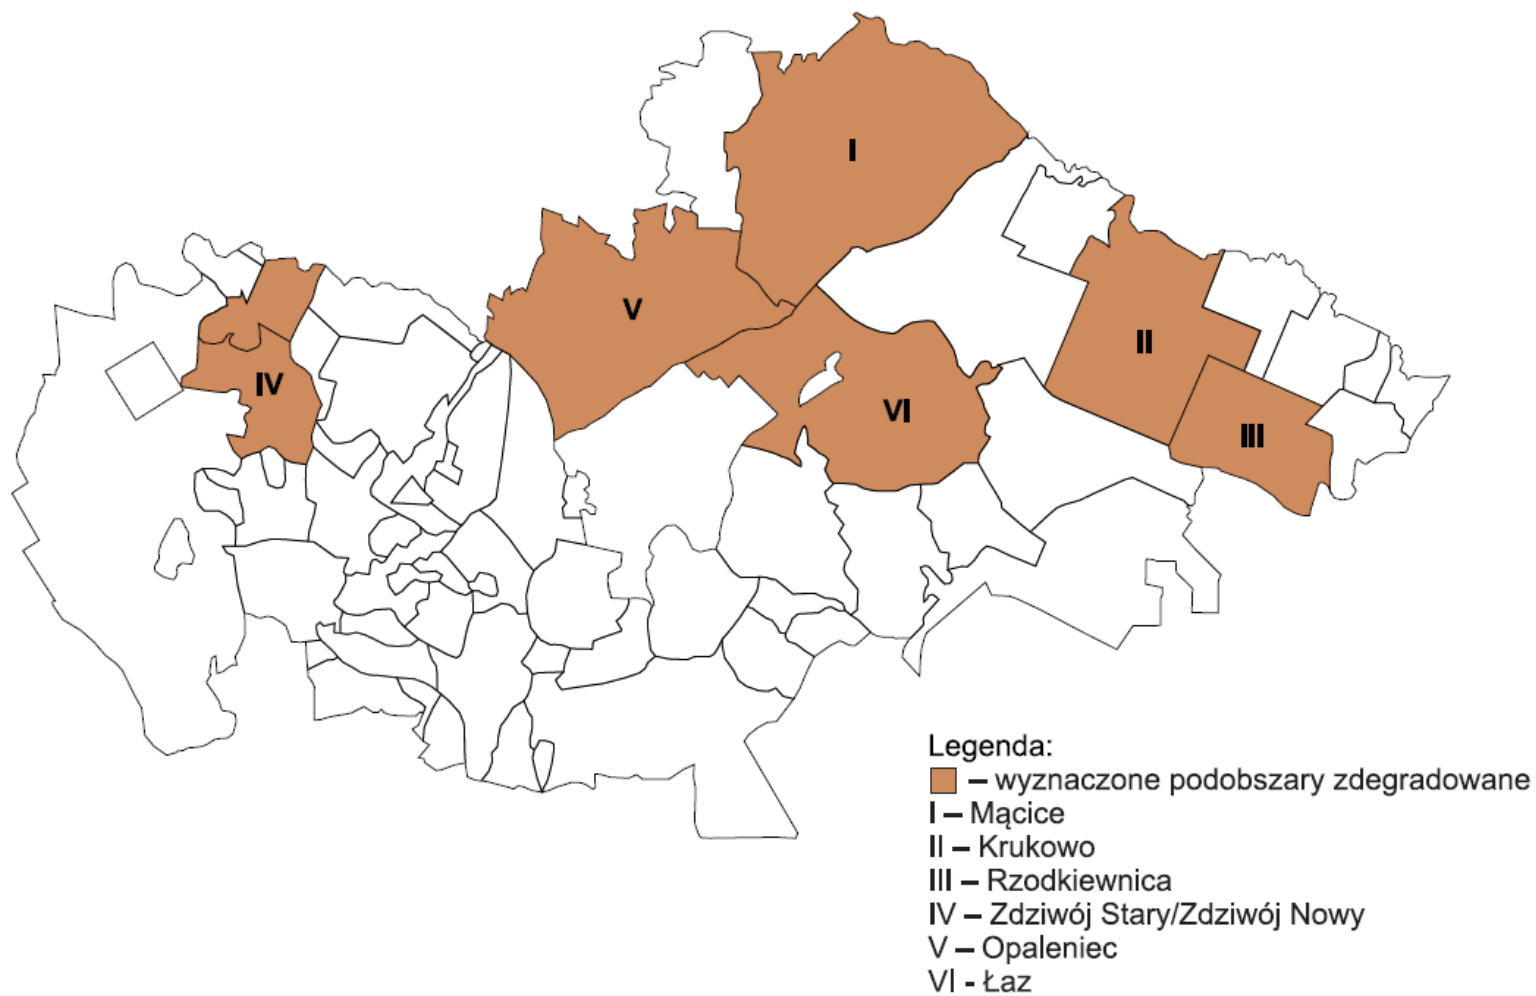 I
V
II
IV
VI
III
Legenda:
– wyznaczone podobszary zdegradowane
I – Mącice
II – Krukowo
III – Rzodkiewnica
IV – Zdziwój Stary/Zdziwój Nowy
V – Opaleniec
VI - Łaz